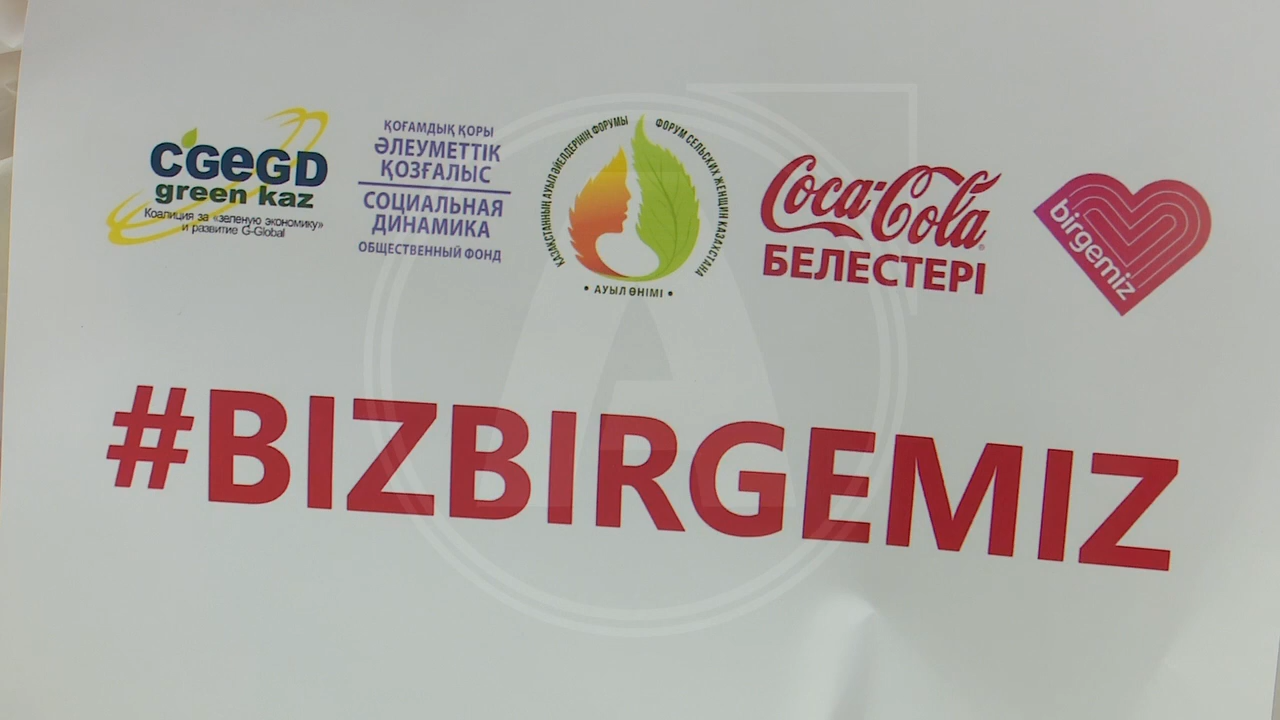 C'GEGD
green kaz
Коалиция за «зеленую экономику»
и развитие G-Global
ҚОҒАМДЫҚ ҚОРЫ
ӘЛЕУМЕТТІК
ҚОЗҒАЛЫС
СОЦИАЛЬНАЯ
ДИНАМИКА
ОБЩЕСТВЕННЫЙ ФОНД
ҚАЗАҚСТАННЫҢ АУЫЛ ӘЙЕЛДЕРІНІҢ ФОРУМЫ
ФОРУМ СЕЛЬСКИХ ЖЕНЩИН КАЗАХСТАНА
• АУЫЛ ӨНІМІ •
Coca-Cola®
БЕЛЕСТЕРІ
birgemiz
#BIZBIRGEMIZ